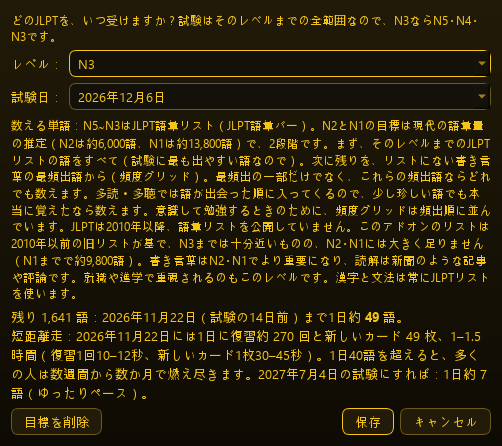 どのJLPTを、いつ受けますか？試験はそのレベルまでの全範囲なので、N3ならN5・N4・
N3です。
レベル： N3
試験日： 2026年12月6日
数える単語：N5~N3はJLPT語彙リスト（JLPT語彙バー）。N2とN1の目標は現代の語彙量
の推定（N2は約6,000語、N1は約13,800語）で、2段階です。まず、そのレベルまでのJLPT
リストの語をすべて（試験に最も出やすい語なので）。次に残りを、リストにない書き言
葉の最頻出語から（頻度グリッド）。最頻出の一部だけでなく、これらの頻出語ならどれ
でも数えます。多読・多聴では語が出会った順に入ってくるので、少し珍しい語でも本
当に覚えたなら数えます。意識して勉強するときのために、頻度グリッドは頻出順に並ん
でいます。JLPTは2010年以降、語彙リストを公開していません。このアドオンのリストは
2010年以前の旧リストが基で、N3までは十分近いものの、N2・N1には大きく足りません
（N1までで約9,800語）。書き言葉はN2・N1でより重要になり、読解は新聞のような記事
や評論です。就職や進学で重視されるのもこのレベルです。漢字と文法は常にJLPTリスト
を使います。
残り 1,641 語：2026年11月22日（試験の14日前）まで1日約 49 語。
短距離走：2026年11月22日には1日に復習約 270 回と新しいカード 49 枚、1–1.5
時間（復習1回10–12秒、新しいカード1枚30–45秒）。1日40語を超えると、多く
の人は数週間から数か月で燃え尽きます。2027年7月4日の試験にすれば：1日約 7
語（ゆったりペース）。
目標を削除 保存 キャンセル